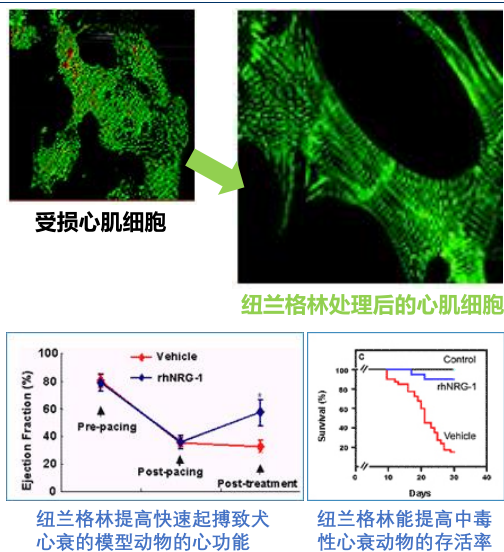 受损心肌细胞
纽兰格林处理后的心肌细胞
Ejection Fraction (%)
100
80
60
40
20
0
Vehicle
rhNRG-1
Pre-pacing
Post-pacing
*
Post-treatment
纽兰格林提高快速起搏致犬
心衰的模型动物的心功能
C
Survival (%)
100
80
60
40
20
Control
rhNRG-1
Vehicle
0
10
20
30
40
Days
纽兰格林能提高中毒
性心衰动物的存活率